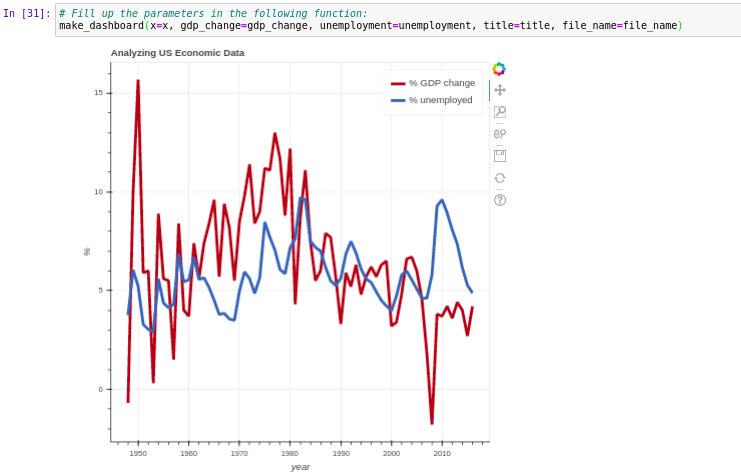 In [31]: # Fill up the parameters in the following function:
make_dashboard(x=x, gdp_change=gdp_change, unemployment=unemployment, title=title, file_name=file_name)
Analyzing US Economic Data
% GDP change
% unemployed
15
10
5
0
%
1950 1960 1970 1980 1990 2000 2010
year